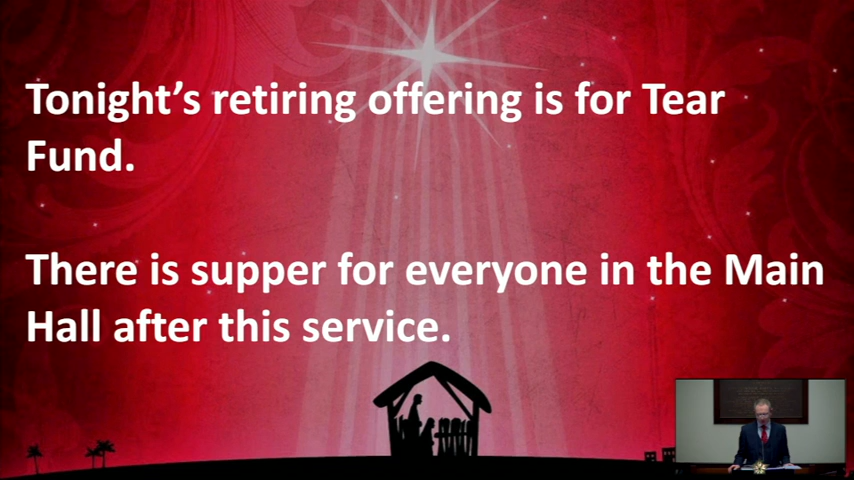 Tonight’s retiring offering is for Tear
Fund.
There is supper for everyone in the Main
Hall after this service.